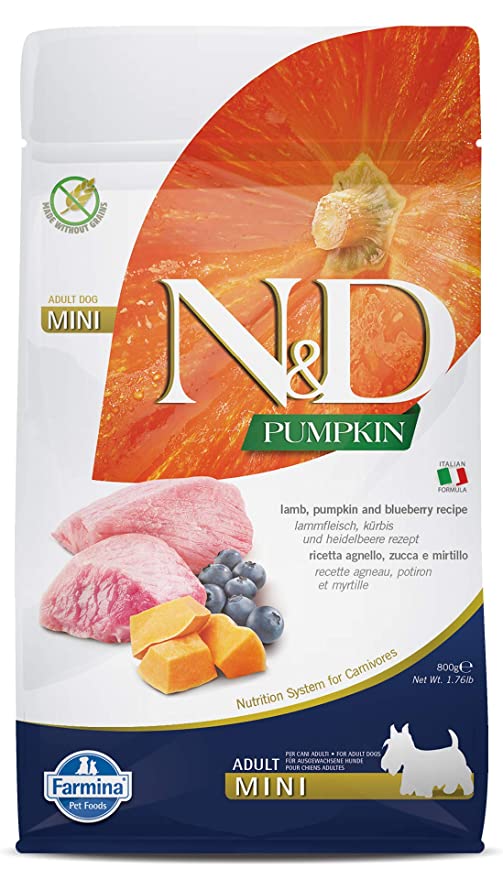 MADE WITHOUT GRAINS
ADULT DOG
MINI
N&D
PUMPKIN
ITALIAN
FORMULA
lamb, pumpkin and blueberry recipe
lammfleisch, kürbis
und heidelbeere rezept
ricetta agnello, zucca e mirtillo
recette agneau, potiron
et myrtille
800g℮
Net Wt. 1.76lb
Nutrition System for Carnivores
Farmina®
Pet Foods
ADULT
PER CANI ADULTI • FOR ADULT DOGS
FÜR AUSGEWACHSENE HUNDE
POUR CHIENS ADULTES
MINI